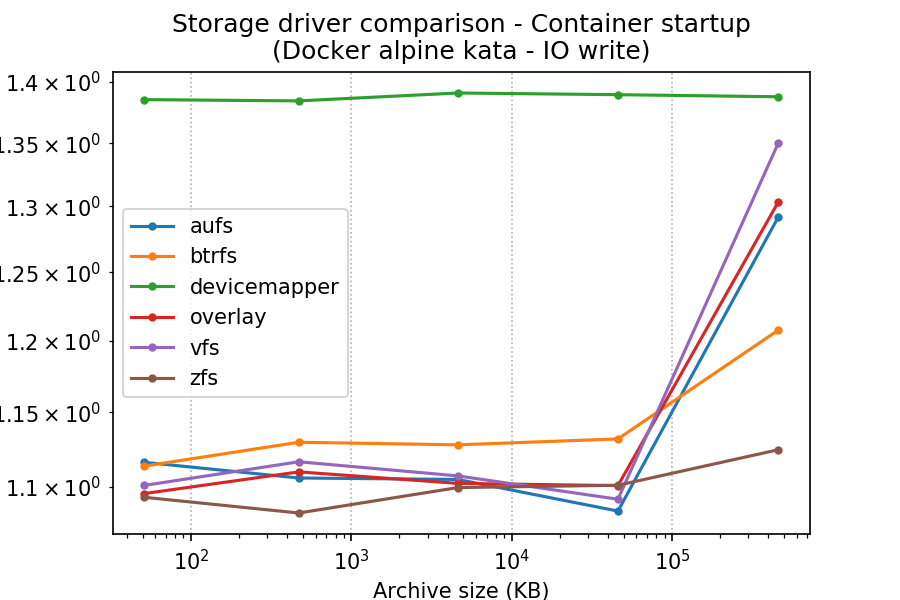 Storage driver comparison - Container startup
(Docker alpine kata - IO write)
1.4 × 10⁰
1.35 × 10⁰
1.3 × 10⁰
1.25 × 10⁰
1.2 × 10⁰
1.15 × 10⁰
1.1 × 10⁰
aufs
btrfs
devicemapper
overlay
vfs
zfs
10² 10³ 10⁴ 10⁵
Archive size (KB)